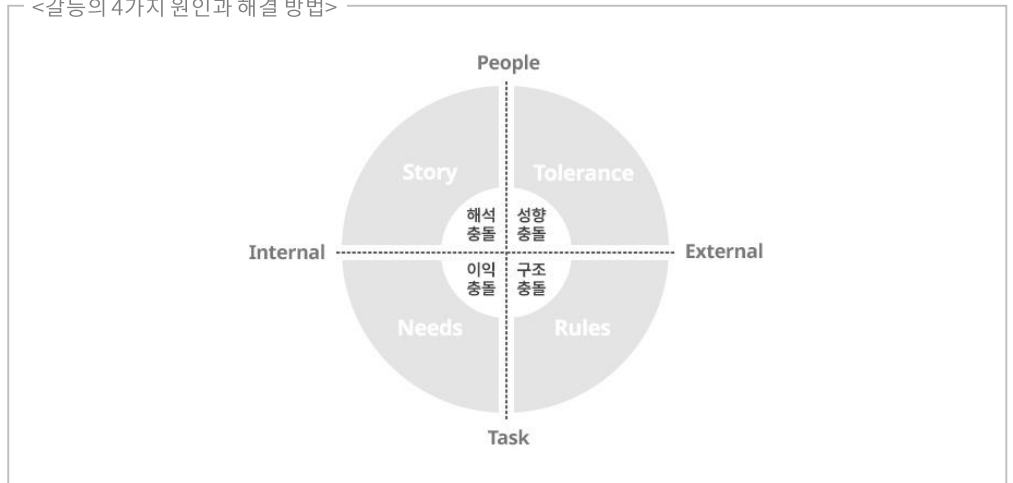 <갈등의 4가지 원인과 해결 방법>
People
Story
Tolerance
해석
충돌
성향
충돌
Internal
External
이익
충돌
구조
충돌
Needs
Rules
Task